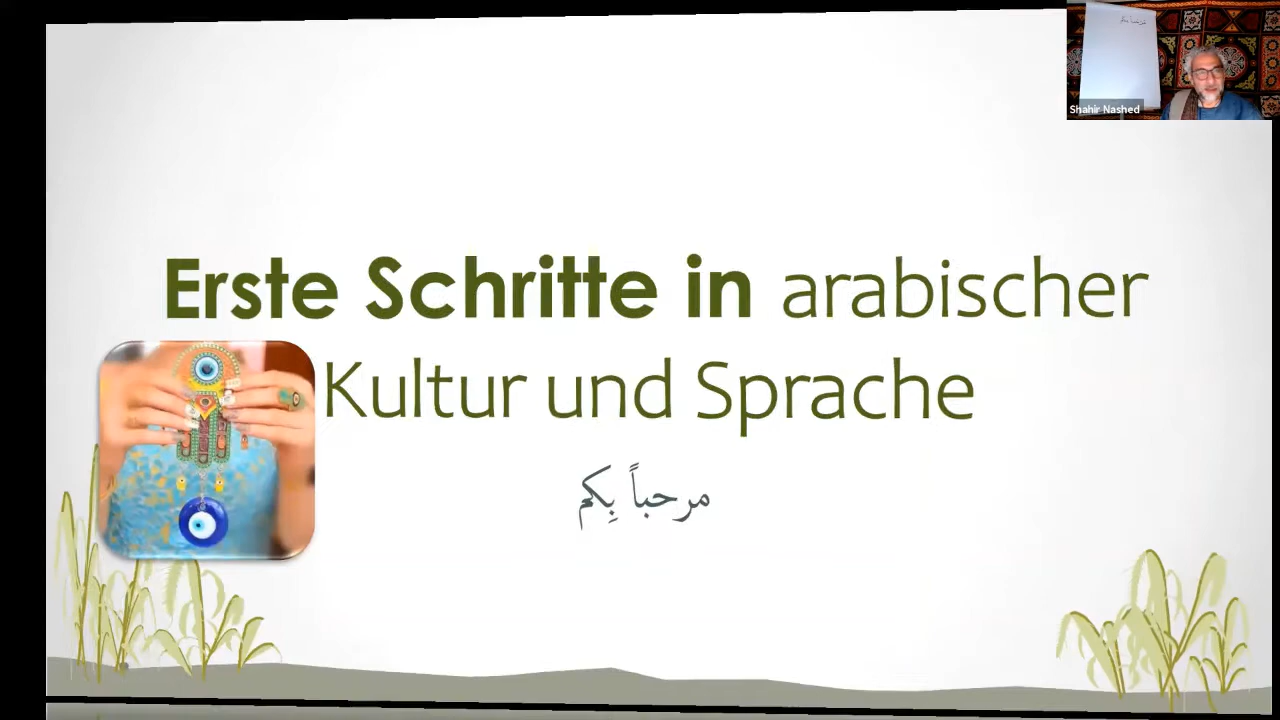 Erste Schritte in arabischer
Kultur und Sprache
مرحباً بِكم
Shahir Nashed